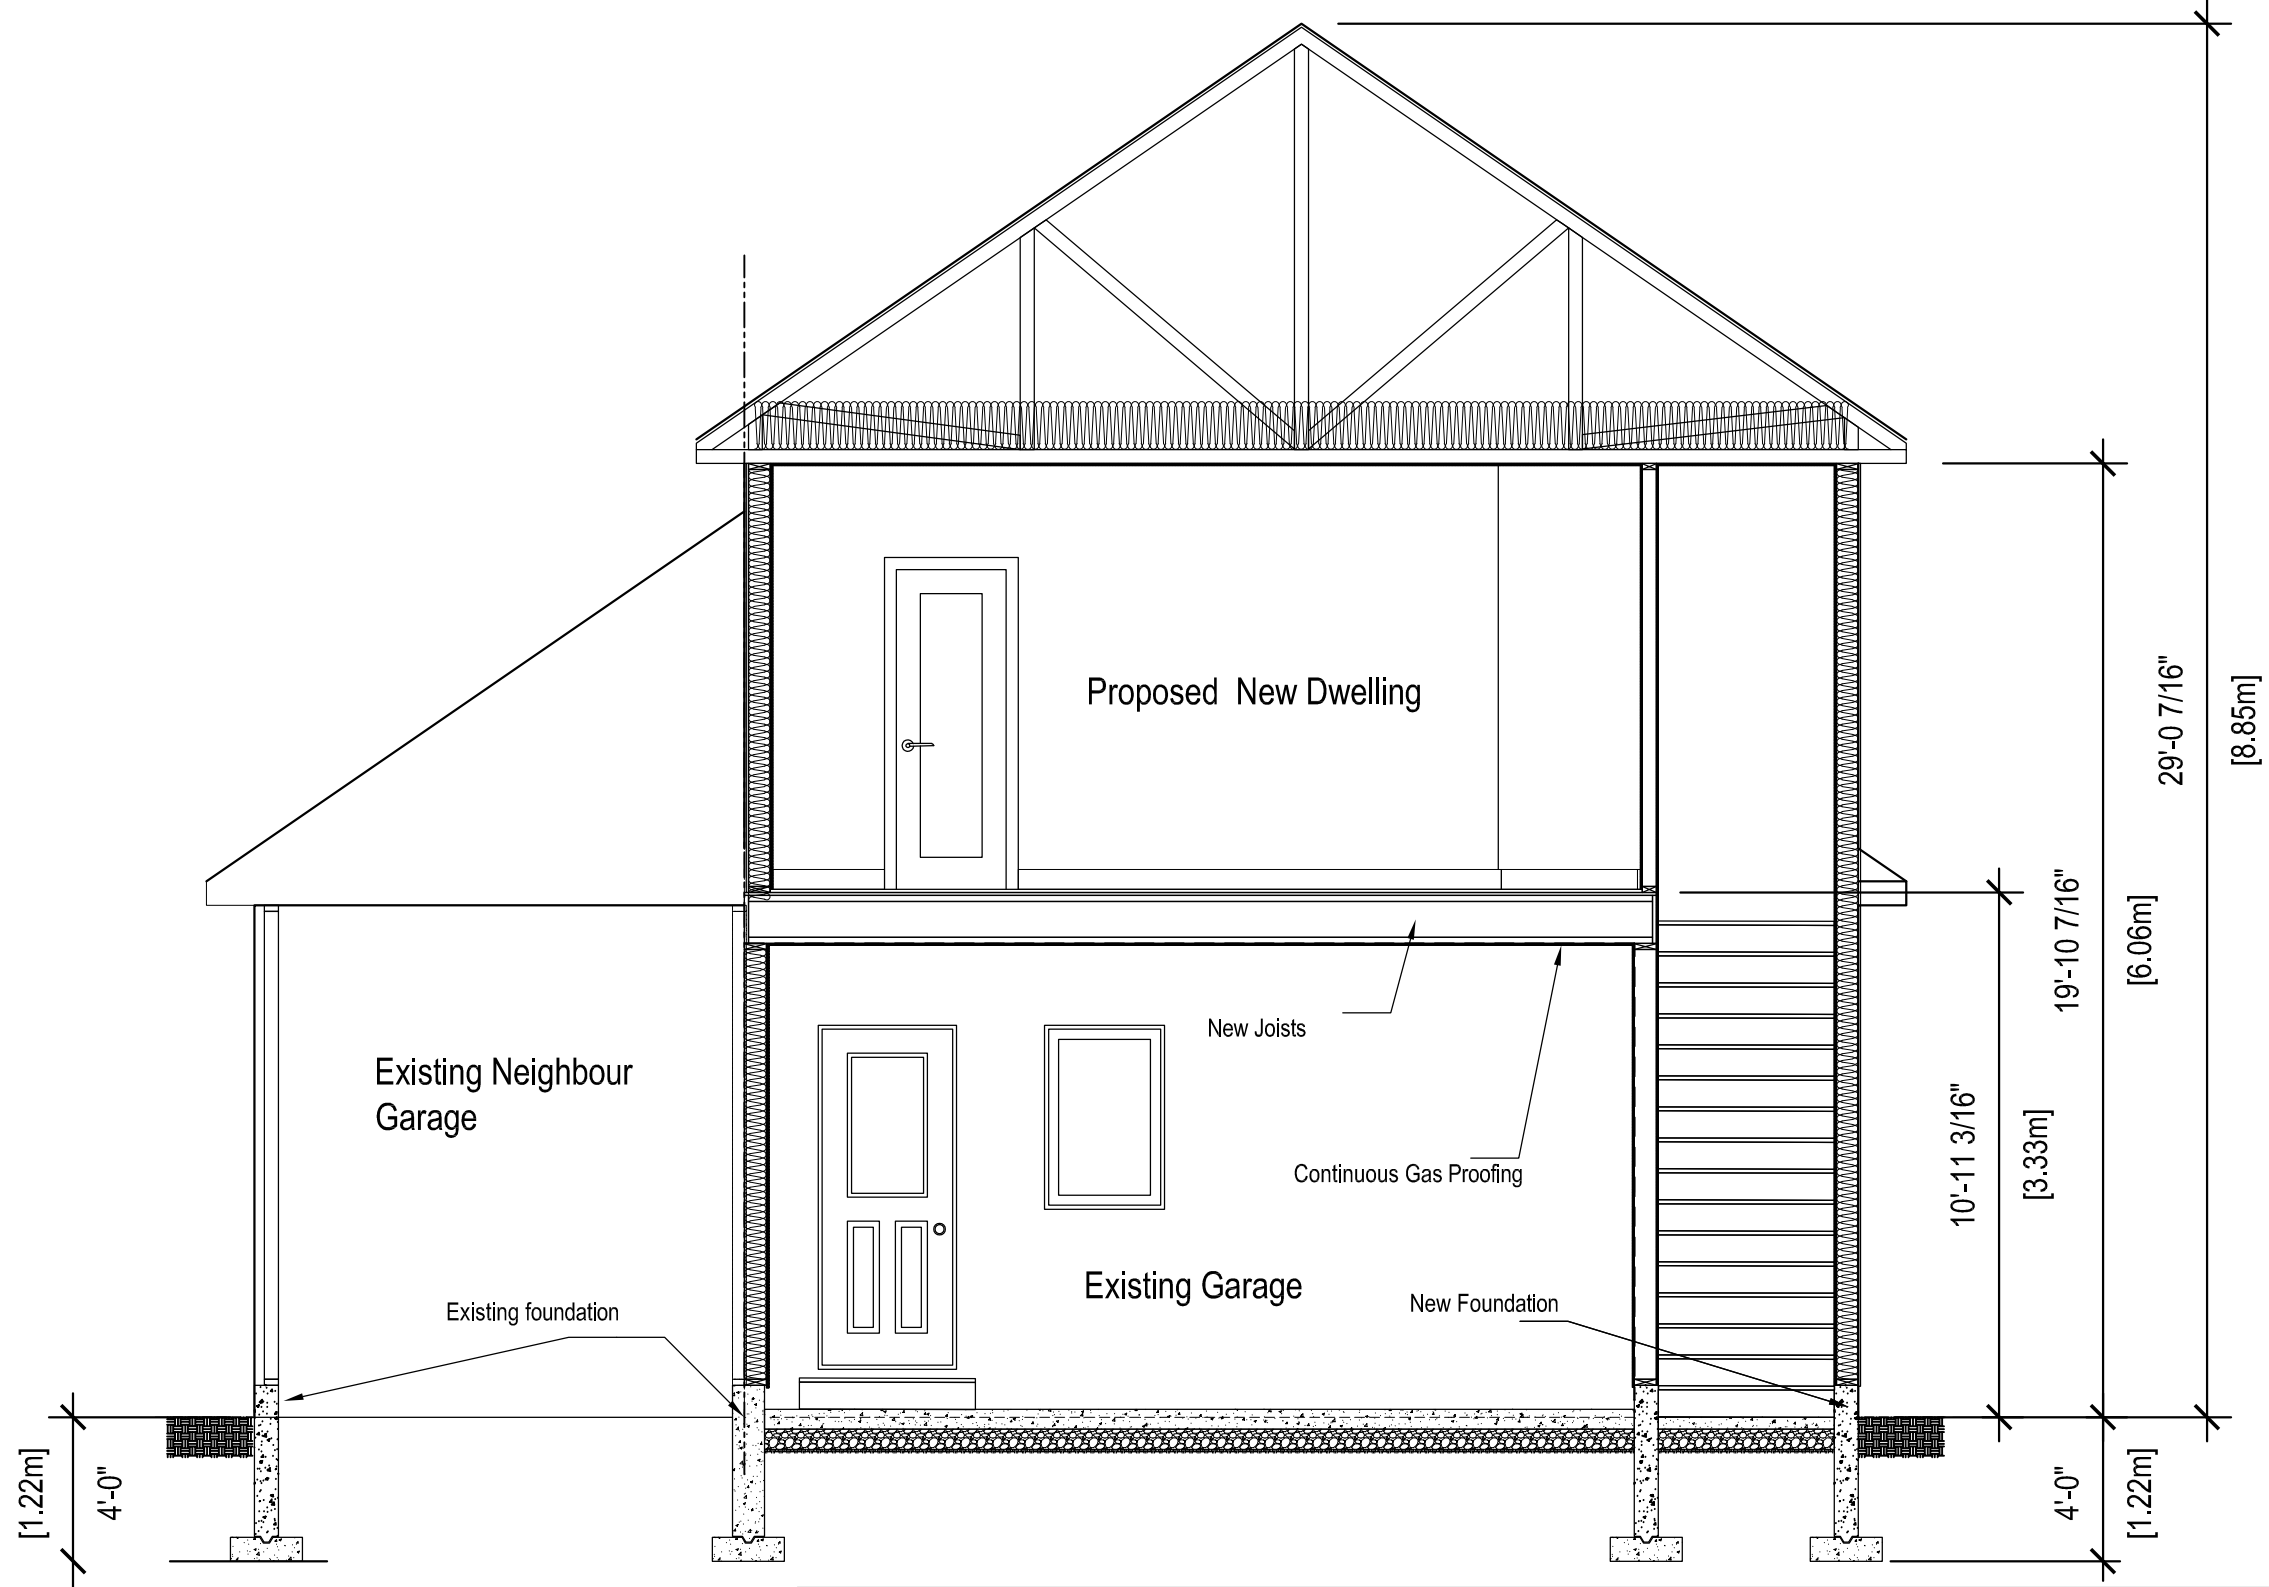 Proposed  New Dwelling
29'-0 7/16"
[8.85m]
19'-10 7/16"
[6.06m]
New Joists
Existing Neighbour
Garage
10'-11 3/16"
[3.33m]
Continuous Gas Proofing
Existing Garage
Existing foundation
New Foundation
[1.22m]
4'-0"
4'-0"
[1.22m]